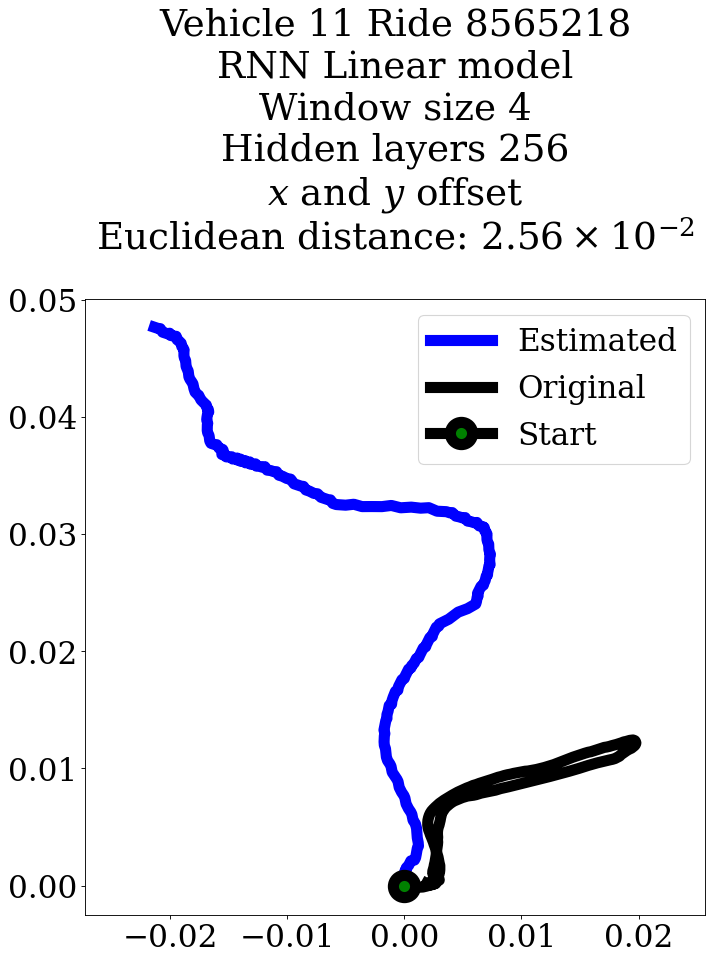 Vehicle 11 Ride 8565218
RNN Linear model
Window size 4
Hidden layers 256
x and y offset
Euclidean distance: 2.56 × 10⁻²
0.05
Estimated
Original
Start
0.04
0.03
0.02
0.01
0.00
−0.02 −0.01 0.00 0.01 0.02